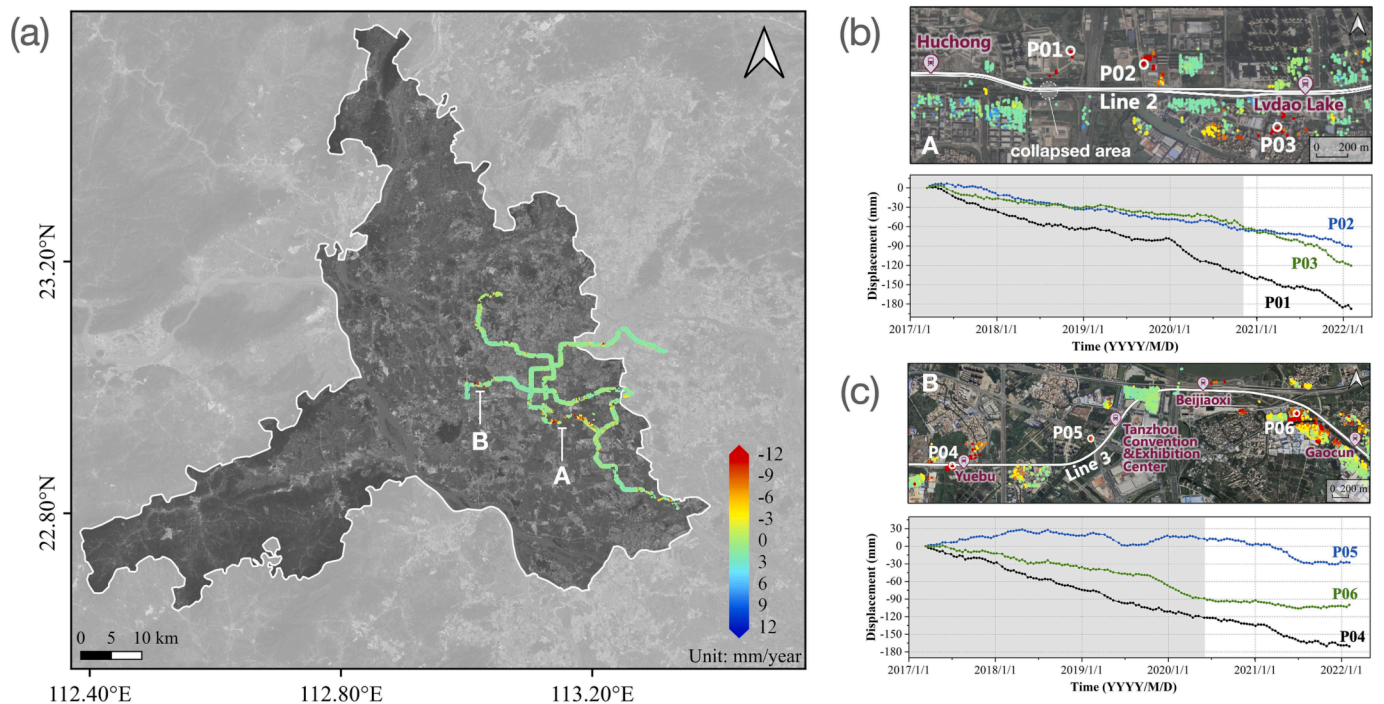 (a)
23.20°N
22.80°N
B
A
-12
-9
-6
-3
0
3
6
9
12
Unit: mm/year
0 5 10 km
112.40°E 112.80°E 113.20°E
(b)
Huchong
P01
P02
Line 2
Lvdao Lake
P03
A
collapsed area
0 200 m
Displacement (mm)
0
-30
-60
-90
-120
-150
-180
P02
P03
P01
2017/1/1 2018/1/1 2019/1/1 2020/1/1 2021/1/1 2022/1/1
Time (YYYY/M/D)
(c)
B
Beijiaoxi
P06
P05
Tanzhou
Convention
&Exhibition
Center
P04
Line 3
Gaocun
Yuebu
0 200 m
Displacement (mm)
30
0
-30
-60
-90
-120
-150
-180
P05
P06
P04
2017/1/1 2018/1/1 2019/1/1 2020/1/1 2021/1/1 2022/1/1
Time (YYYY/M/D)